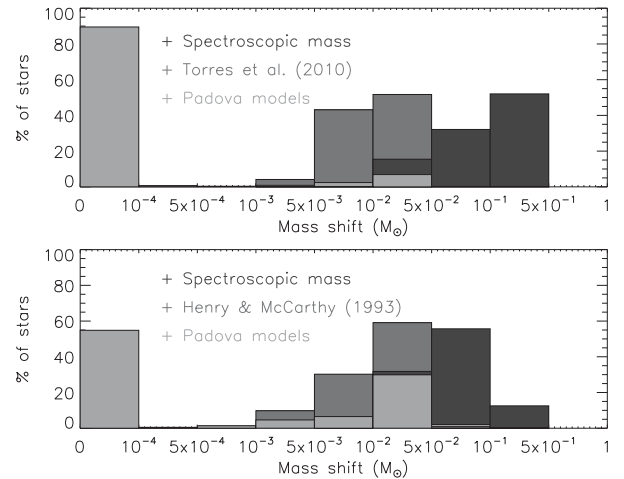 100
80
60
40
20
0
% of stars
+ Spectroscopic mass
+ Torres et al. (2010)
+ Padova models
0 10⁻⁴ 5x10⁻⁴ 10⁻³ 5x10⁻³ 10⁻² 5x10⁻² 10⁻¹ 5x10⁻¹ 1
Mass shift (M☉)
100
80
60
40
20
0
% of stars
+ Spectroscopic mass
+ Henry & McCarthy (1993)
+ Padova models
0 10⁻⁴ 5x10⁻⁴ 10⁻³ 5x10⁻³ 10⁻² 5x10⁻² 10⁻¹ 5x10⁻¹ 1
Mass shift (M☉)